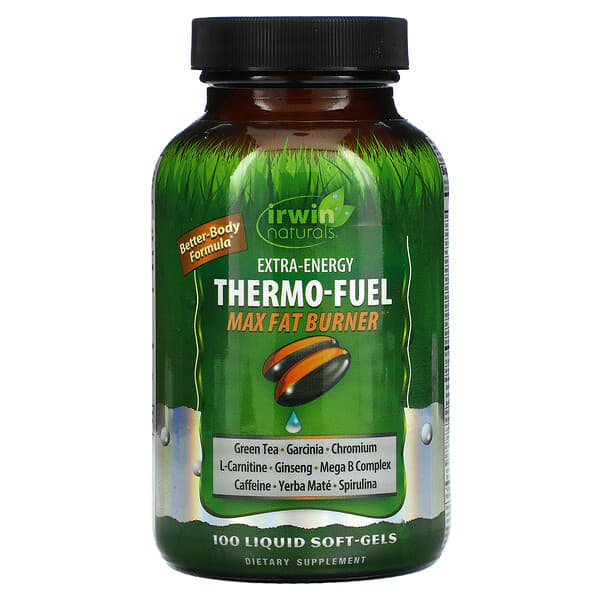 irwin
naturals®
Better-Body
Formula*
EXTRA-ENERGY
THERMO-FUEL
MAX FAT BURNER™*
Green Tea • Garcinia • Chromium
L-Carnitine • Ginseng • Mega B Complex
Caffeine • Yerba Maté • Spirulina
100 LIQUID SOFT-GELS
DIETARY SUPPLEMENT